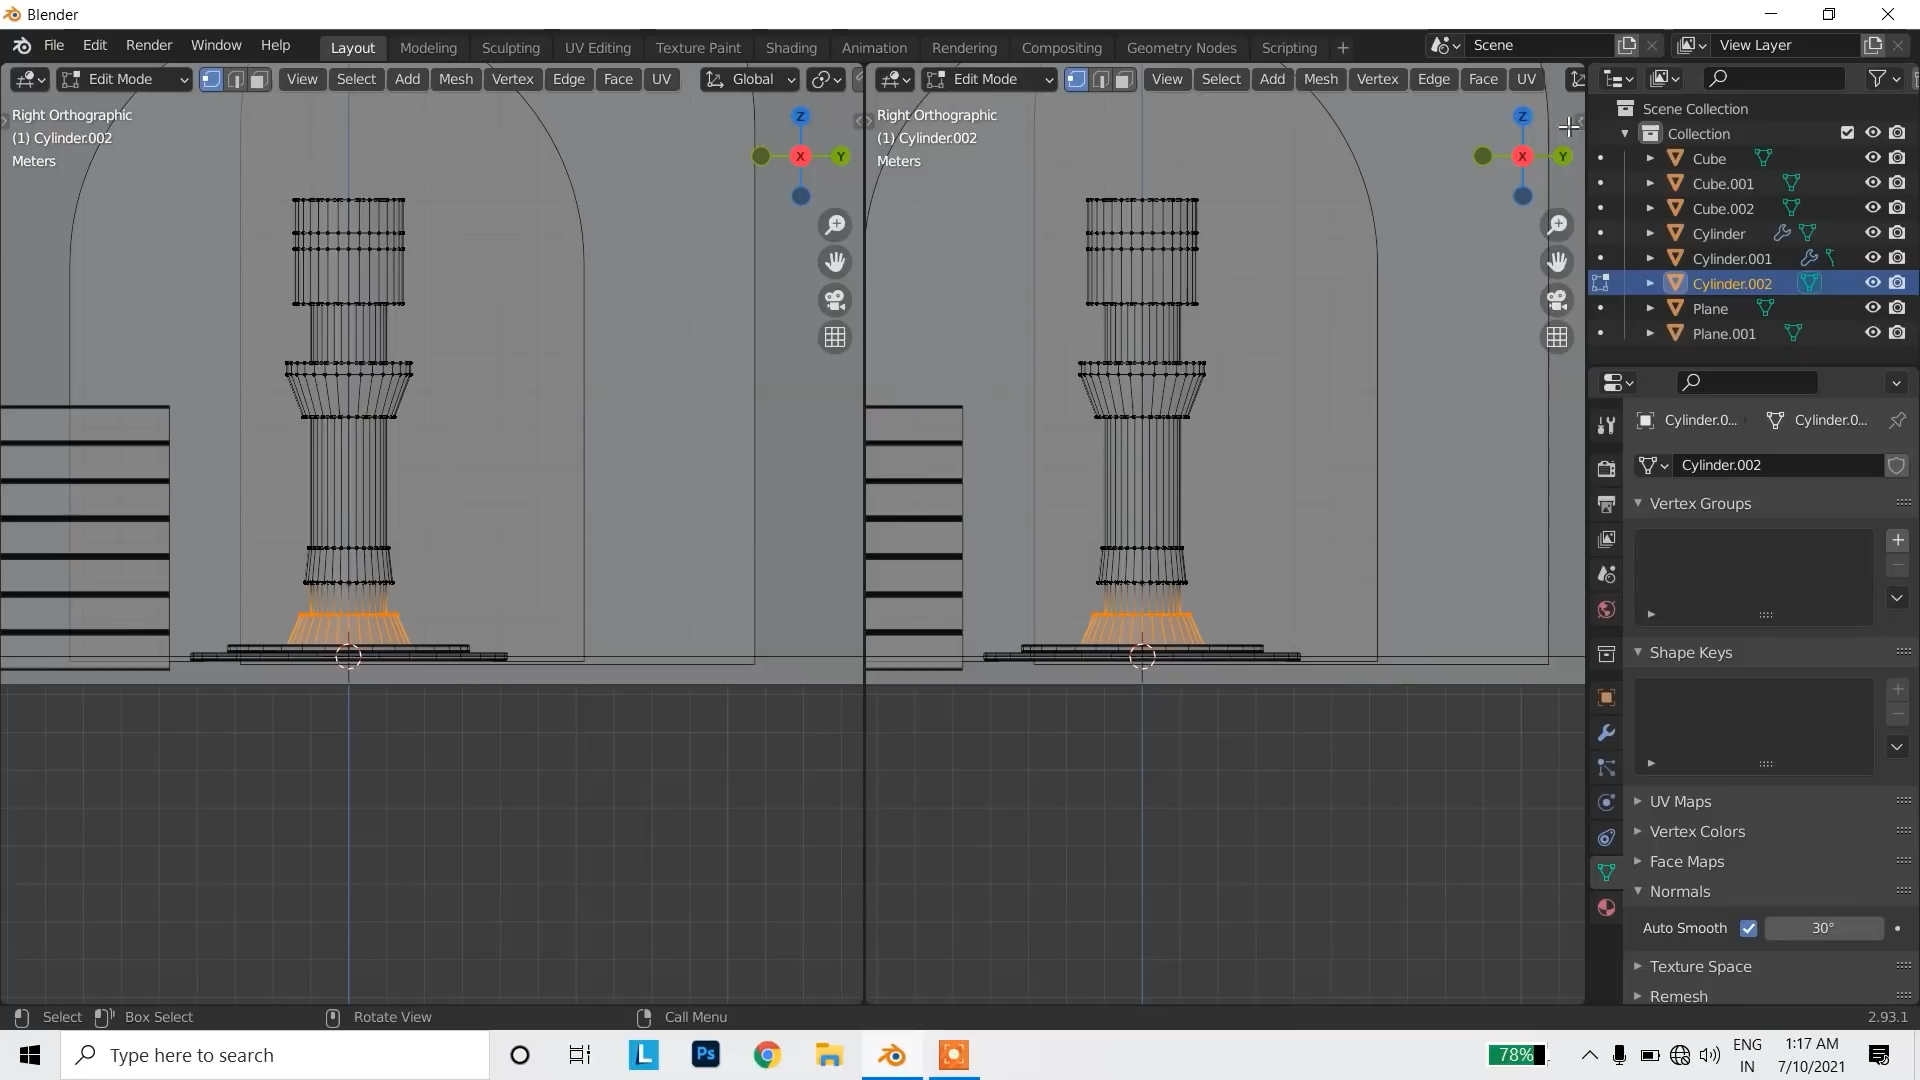 Blender
File Edit Render Window Help Layout Modeling Sculpting UV Editing Texture Paint Shading Animation Rendering Compositing Geometry Nodes Scripting + Scene View Layer
Edit Mode View Select Add Mesh Vertex Edge Face UV Global
Edit Mode View Select Add Mesh Vertex Edge Face UV
Right Orthographic
(1) Cylinder.002
Meters
Z
X
Y
Right Orthographic
(1) Cylinder.002
Meters
Z
X
Y
Scene Collection
Collection
Cube
Cube.001
Cube.002
Cylinder
Cylinder.001
Cylinder.002
Plane
Plane.001
Cylinder.0... Cylinder.0...
Cylinder.002
Vertex Groups
Shape Keys
UV Maps
Vertex Colors
Face Maps
Normals
Auto Smooth 30°
Texture Space
Remesh
Select Box Select Rotate View Call Menu 2.93.1
Type here to search
L
Ps
78%
ENG
IN
1:17 AM
7/10/2021